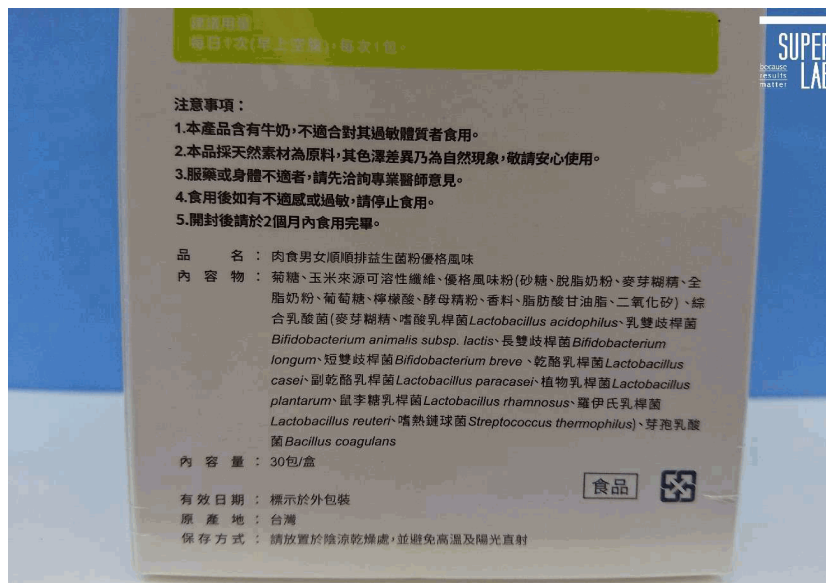 建議用量:
每日1次(早上空腹),每次1包。
SUPER LAB
because
results
matter
注意事項：
1.本產品含有牛奶,不適合對其過敏體質者食用。
2.本品採天然素材為原料,其色澤差異乃為自然現象,敬請安心使用。
3.服藥或身體不適者,請先洽詢專業醫師意見。
4.食用後如有不適感或過敏,請停止食用。
5.開封後請於2個月內食用完畢。
品名：肉食男女順順排益生菌粉優格風味
內容物：菊糖、玉米來源可溶性纖維、優格風味粉(砂糖、脫脂奶粉、麥芽糊精、全
脂奶粉、葡萄糖、檸檬酸、酵母精粉、香料、脂肪酸甘油脂、二氧化矽)、綜
合乳酸菌(麥芽糊精、嗜酸乳桿菌Lactobacillus acidophilus、乳雙歧桿菌
Bifidobacterium animalis subsp. lactis、長雙歧桿菌Bifidobacterium
longum、短雙歧桿菌Bifidobacterium breve、乾酪乳桿菌Lactobacillus
casei、副乾酪乳桿菌Lactobacillus paracasei、植物乳桿菌Lactobacillus
plantarum、鼠李糖乳桿菌Lactobacillus rhamnosus、羅伊氏乳桿菌
Lactobacillus reuteri、嗜熱鏈球菌Streptococcus thermophilus)、芽孢乳酸
菌Bacillus coagulans
內容量：30包/盒
食品
有效日期：標示於外包裝
原產地：台灣
保存方式：請放置於陰涼乾燥處,並避免高溫及陽光直射